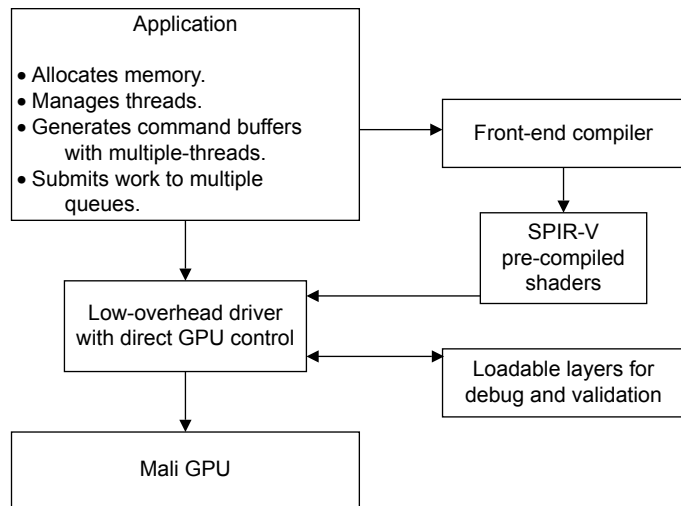 Application
• Allocates memory.
• Manages threads.
• Generates command buffers
with multiple-threads.
• Submits work to multiple
queues.
Front-end compiler
SPIR-V
pre-compiled
shaders
Low-overhead driver
with direct GPU control
Loadable layers for
debug and validation
Mali GPU